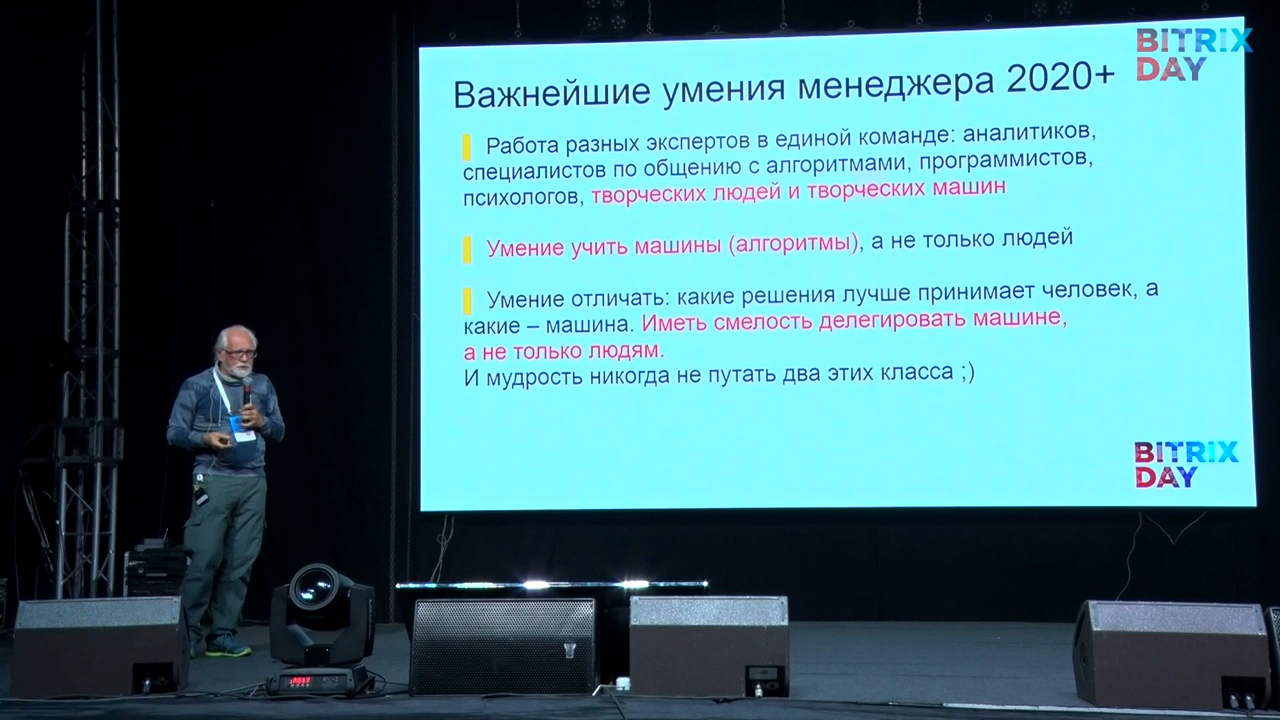 BITRIX
DAY
Важнейшие умения менеджера 2020+
Работа разных экспертов в единой команде: аналитиков,
специалистов по общению с алгоритмами, программистов,
психологов, творческих людей и творческих машин
Умение учить машины (алгоритмы), а не только людей
Умение отличать: какие решения лучше принимает человек, а
какие – машина. Иметь смелость делегировать машине,
а не только людям.
И мудрость никогда не путать два этих класса ;)
BITRIX
DAY